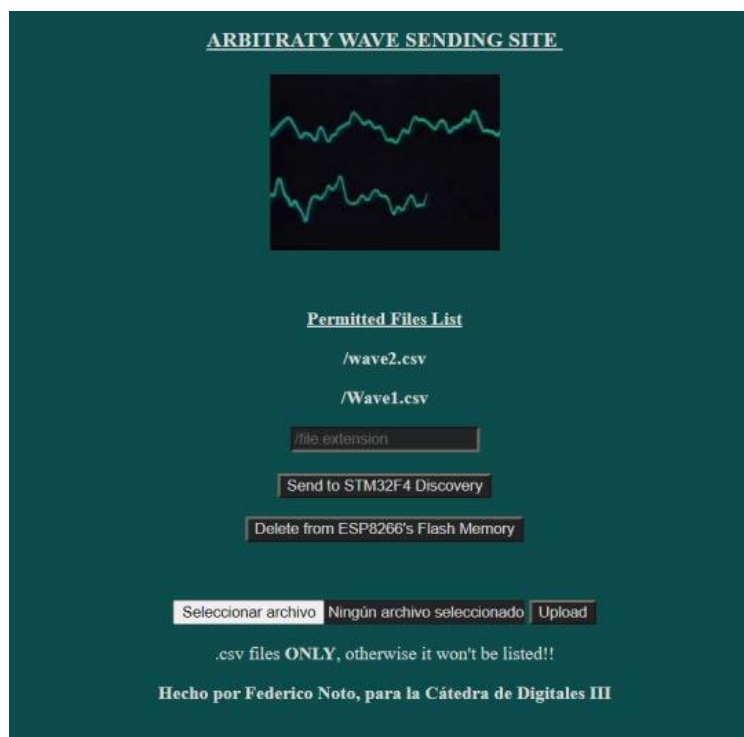 ARBITRATY WAVE SENDING SITE
Permitted Files List
/wave2.csv
/Wave1.csv
/file.extension
Send to STM32F4 Discovery
Delete from ESP8266's Flash Memory
Seleccionar archivo Ningún archivo seleccionado Upload
.csv files ONLY, otherwise it won't be listed!!
Hecho por Federico Noto, para la Cátedra de Digitales III